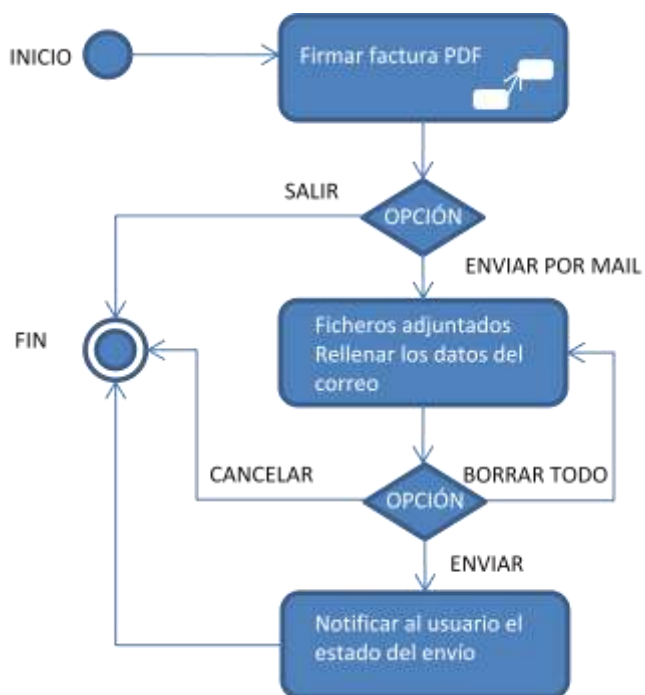 INICIO
Firmar factura PDF
SALIR
OPCIÓN
ENVIAR POR MAIL
FIN
Ficheros adjuntados
Rellenar los datos del
correo
CANCELAR
OPCIÓN
BORRAR TODO
ENVIAR
Notificar al usuario el
estado del envío